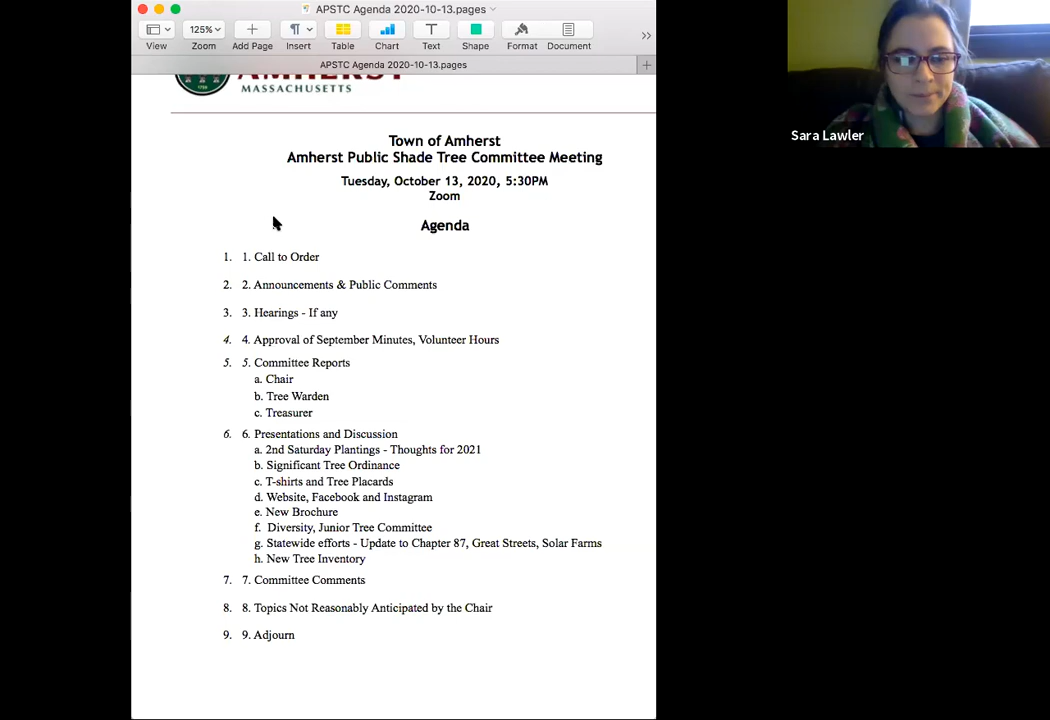 APSTC Agenda 2020-10-13.pages
125%
View Zoom Add Page Insert Table Chart Text Shape Format Document
APSTC Agenda 2020-10-13.pages
AMHERST
MASSACHUSETTS
Town of Amherst
Amherst Public Shade Tree Committee Meeting
Tuesday, October 13, 2020, 5:30PM
Zoom
Agenda
1. 1. Call to Order
2. 2. Announcements & Public Comments
3. 3. Hearings - If any
4. 4. Approval of September Minutes, Volunteer Hours
5. 5. Committee Reports
a. Chair
b. Tree Warden
c. Treasurer
6. 6. Presentations and Discussion
a. 2nd Saturday Plantings - Thoughts for 2021
b. Significant Tree Ordinance
c. T-shirts and Tree Placards
d. Website, Facebook and Instagram
e. New Brochure
f. Diversity, Junior Tree Committee
g. Statewide efforts - Update to Chapter 87, Great Streets, Solar Farms
h. New Tree Inventory
7. 7. Committee Comments
8. 8. Topics Not Reasonably Anticipated by the Chair
9. 9. Adjourn
Sara Lawler